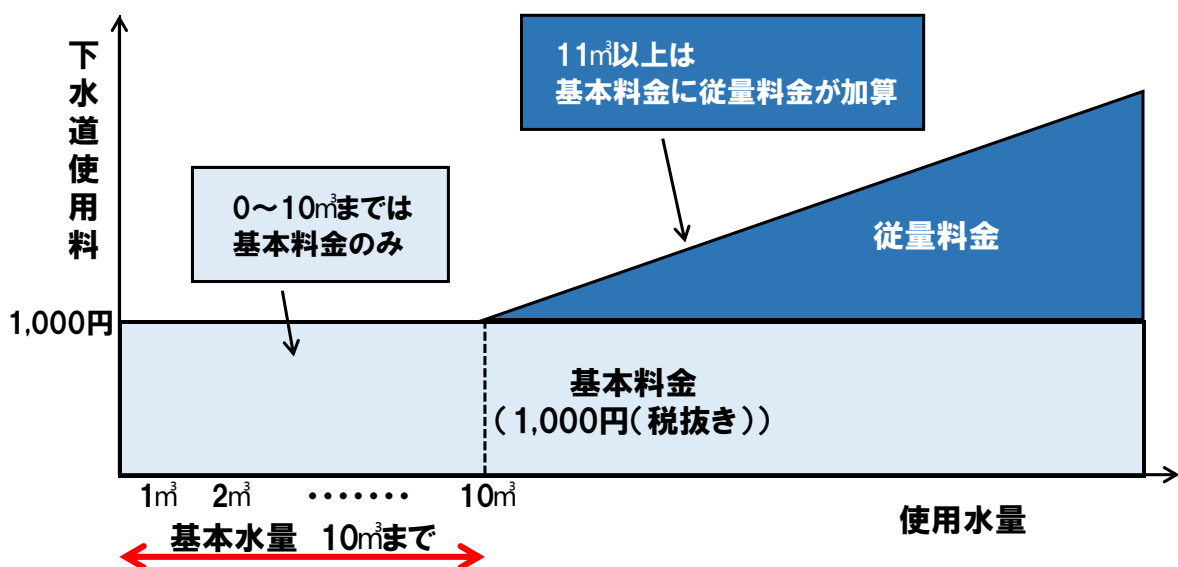 下水道使用料
11㎥以上は
基本料金に従量料金が加算
0～10㎥までは
基本料金のみ
従量料金
1,000円
基本料金
（1,000円（税抜き））
1㎥ 2㎥ ・・・・・・・ 10㎥
使用水量
基本水量 10㎥まで